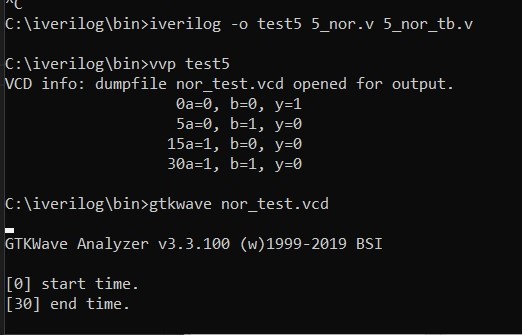 ^C
C:\iverilog\bin>iverilog -o test5 5_nor.v 5_nor_tb.v
C:\iverilog\bin>vvp test5
VCD info: dumpfile nor_test.vcd opened for output.
0a=0, b=0, y=1
5a=0, b=1, y=0
15a=1, b=0, y=0
30a=1, b=1, y=0
C:\iverilog\bin>gtkwave nor_test.vcd
GTKWave Analyzer v3.3.100 (w)1999-2019 BSI
[0] start time.
[30] end time.